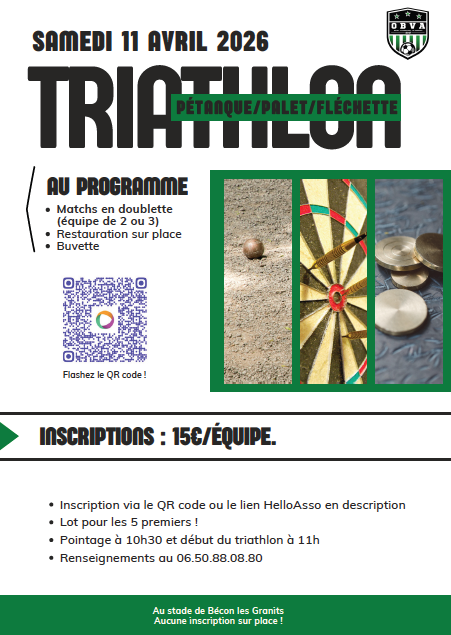 SAMEDI 11 AVRIL 2026
OBVA
TRIATHLON
PÉTANQUE/PALET/FLÉCHETTE
AU PROGRAMME
• Matchs en doublette
(équipe de 2 ou 3)
• Restauration sur place
• Buvette
Flashez le QR code !
INSCRIPTIONS : 15€/ÉQUIPE.
• Inscription via le QR code ou le lien HelloAsso en description
• Lot pour les 5 premiers !
• Pointage à 10h30 et début du triathlon à 11h
• Renseignements au 06.50.88.08.80
Au stade de Bécon les Granits
Aucune inscription sur place !